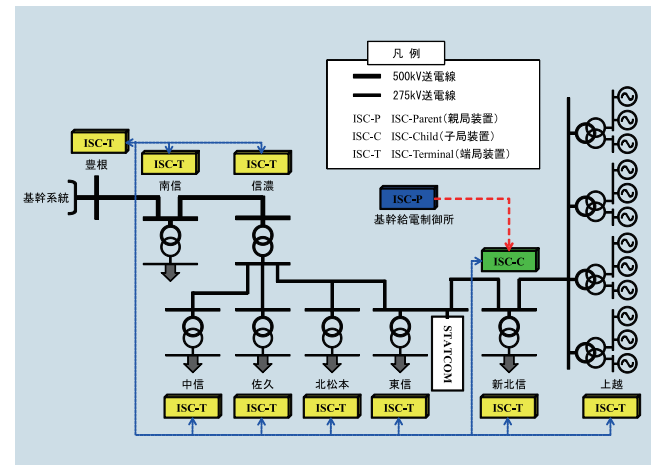 凡 例
500kV送電線
275kV送電線
ISC-P ISC-Parent(親局装置)
ISC-C ISC-Child(子局装置)
ISC-T ISC-Terminal(端局装置)
ISC-T
豊根
ISC-T
南信
ISC-T
信濃
基幹系統
ISC-P
基幹給電制御所
ISC-C
STATCOM
中信
佐久
北松本
東信
新北信
上越
ISC-T
ISC-T
ISC-T
ISC-T
ISC-T
ISC-T